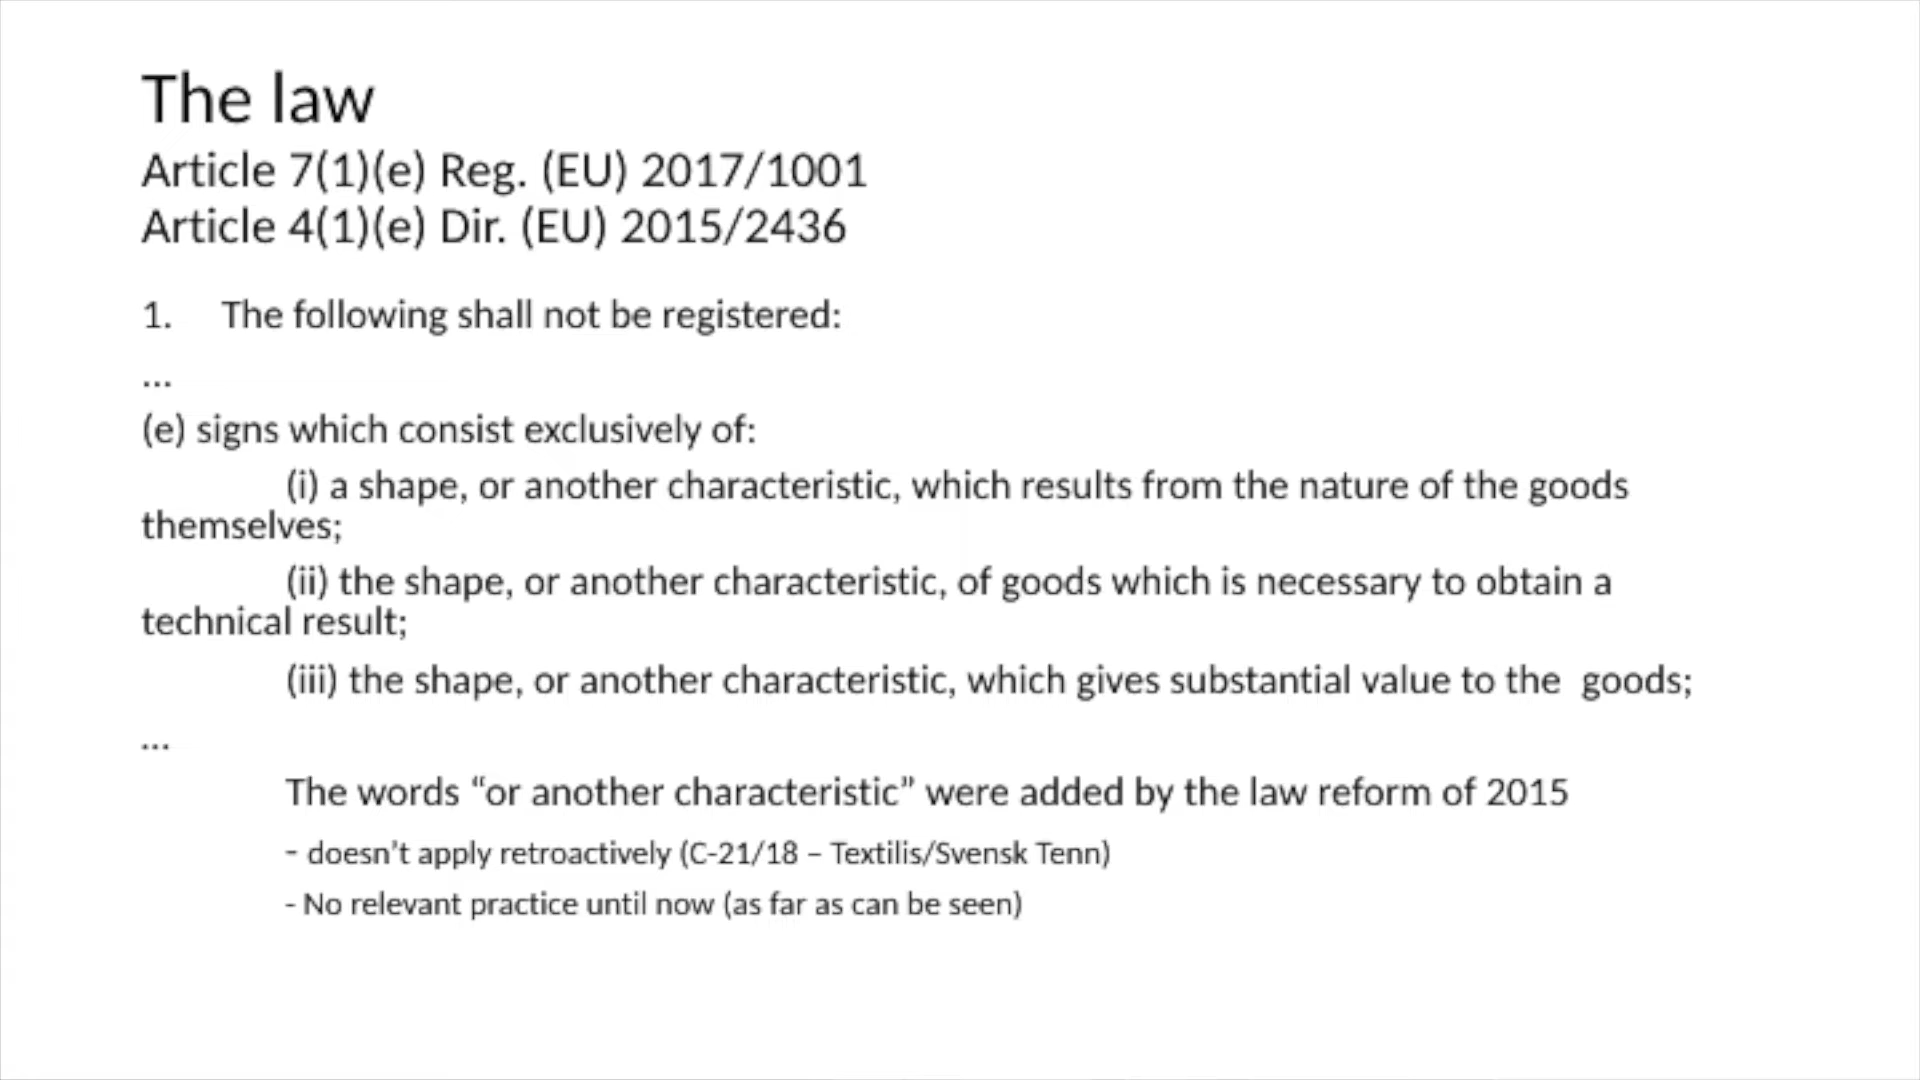 The law
Article 7(1)(e) Reg. (EU) 2017/1001
Article 4(1)(e) Dir. (EU) 2015/2436
1. The following shall not be registered:
...
(e) signs which consist exclusively of:
(i) a shape, or another characteristic, which results from the nature of the goods
themselves;
(ii) the shape, or another characteristic, of goods which is necessary to obtain a
technical result;
(iii) the shape, or another characteristic, which gives substantial value to the goods;
...
The words “or another characteristic” were added by the law reform of 2015
- doesn’t apply retroactively (C-21/18 – Textilis/Svensk Tenn)
- No relevant practice until now (as far as can be seen)